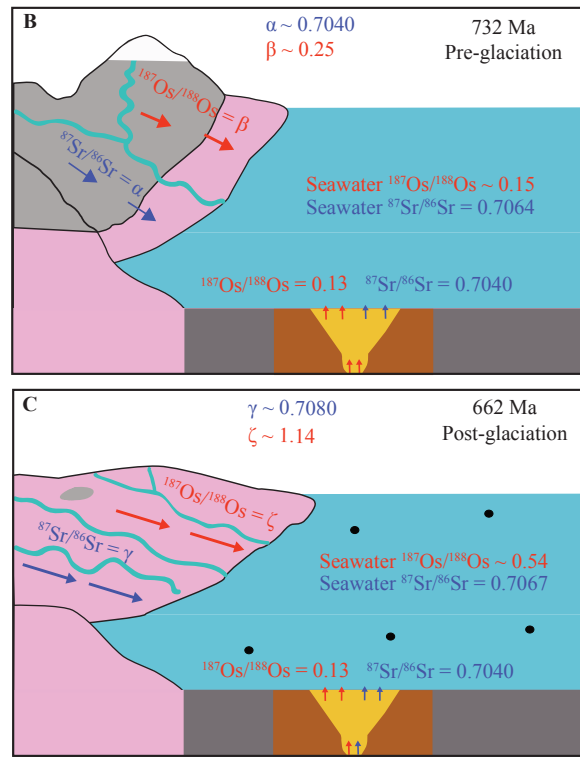 B
α ~ 0.7040
β ~ 0.25
732 Ma
Pre-glaciation
¹⁸⁷Os/¹⁸⁸Os = β
⁸⁷Sr/⁸⁶Sr = α
Seawater ¹⁸⁷Os/¹⁸⁸Os ~ 0.15
Seawater ⁸⁷Sr/⁸⁶Sr = 0.7064
¹⁸⁷Os/¹⁸⁸Os = 0.13 ⁸⁷Sr/⁸⁶Sr = 0.7040
C
γ ~ 0.7080
ζ ~ 1.14
662 Ma
Post-glaciation
¹⁸⁷Os/¹⁸⁸Os = ζ
⁸⁷Sr/⁸⁶Sr = γ
Seawater ¹⁸⁷Os/¹⁸⁸Os ~ 0.54
Seawater ⁸⁷Sr/⁸⁶Sr = 0.7067
¹⁸⁷Os/¹⁸⁸Os = 0.13 ⁸⁷Sr/⁸⁶Sr = 0.7040